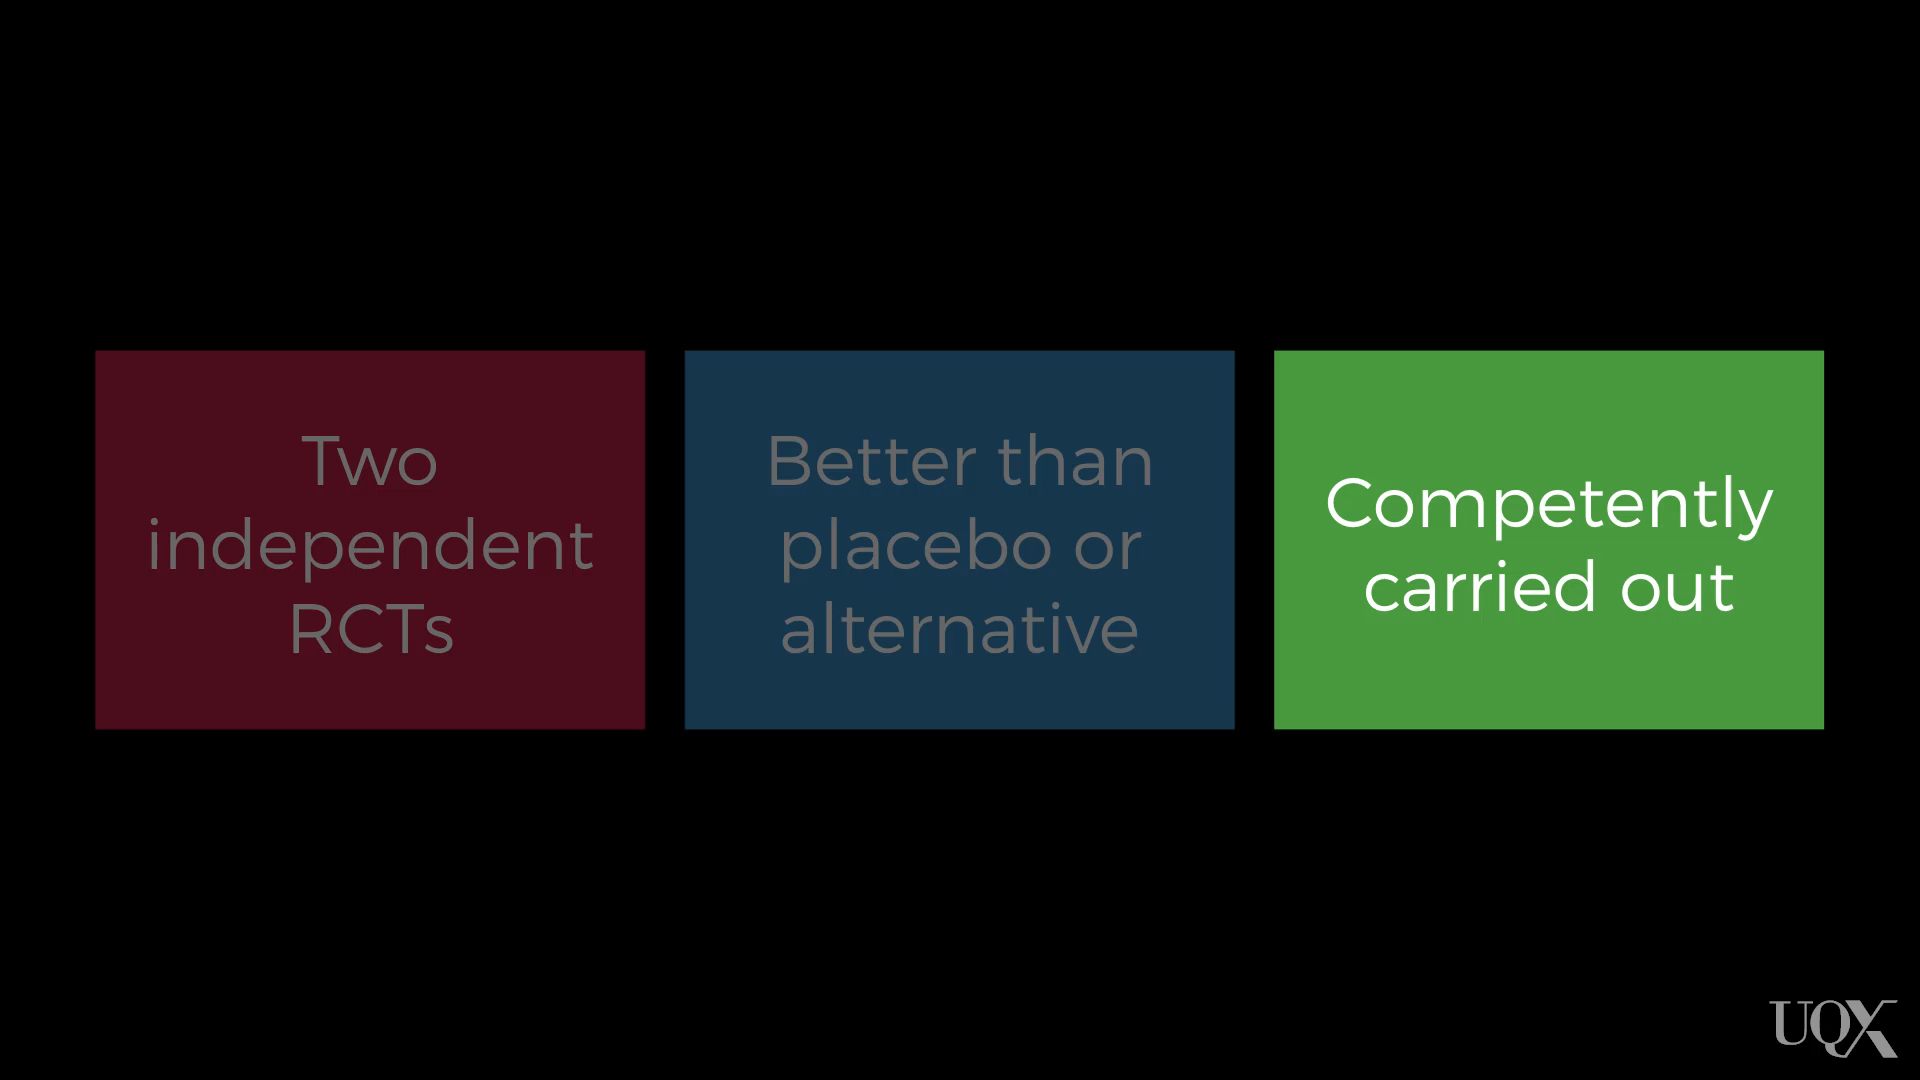 Two
independent
RCTs
Better than
placebo or
alternative
Competently
carried out
UQX